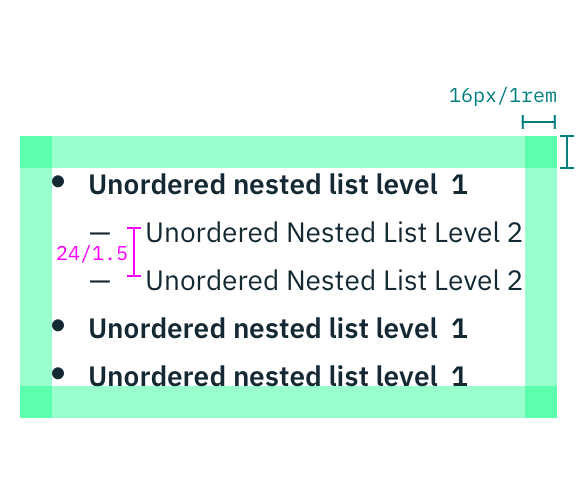 16px/1rem
• Unordered nested list level 1
— Unordered Nested List Level 2
24/1.5
— Unordered Nested List Level 2
• Unordered nested list level 1
• Unordered nested list level 1